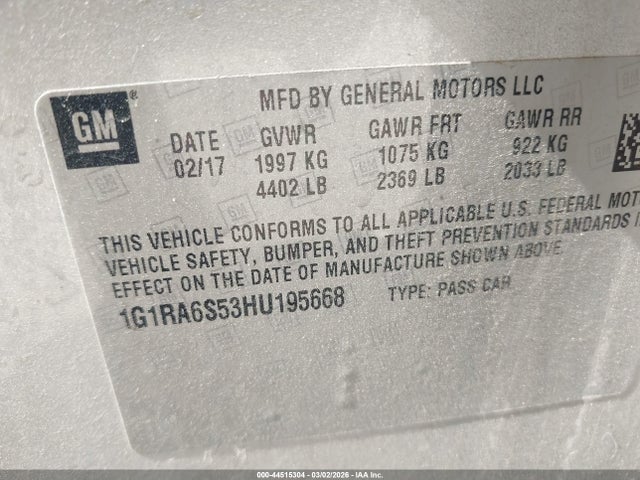 GM ®
MFD BY GENERAL MOTORS LLC
DATE GVWR GAWR FRT GAWR RR
02/17 1997 KG 1075 KG 922 KG
4402 LB 2369 LB 2033 LB
THIS VEHICLE CONFORMS TO ALL APPLICABLE U.S. FEDERAL MOT
VEHICLE SAFETY, BUMPER, AND THEFT PREVENTION STANDARDS I
EFFECT ON THE DATE OF MANUFACTURE SHOWN ABOVE.
1G1RA6S53HU195668 TYPE: PASS CAR
000-44515304 | 03/02/2026 | IAA Inc.